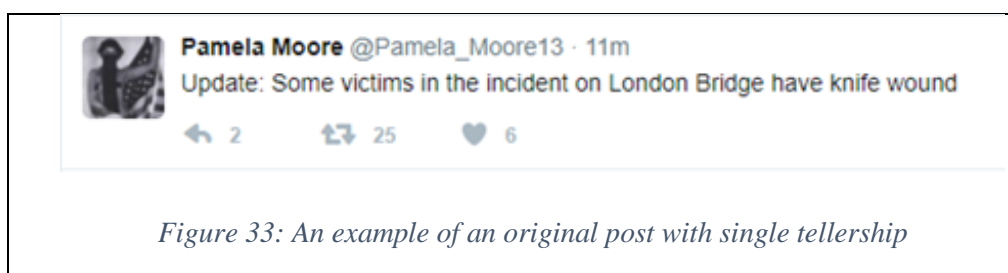 Pamela Moore @Pamela_Moore13 · 11m
Update: Some victims in the incident on London Bridge have knife wound
2 25 6
Figure 33: An example of an original post with single tellership